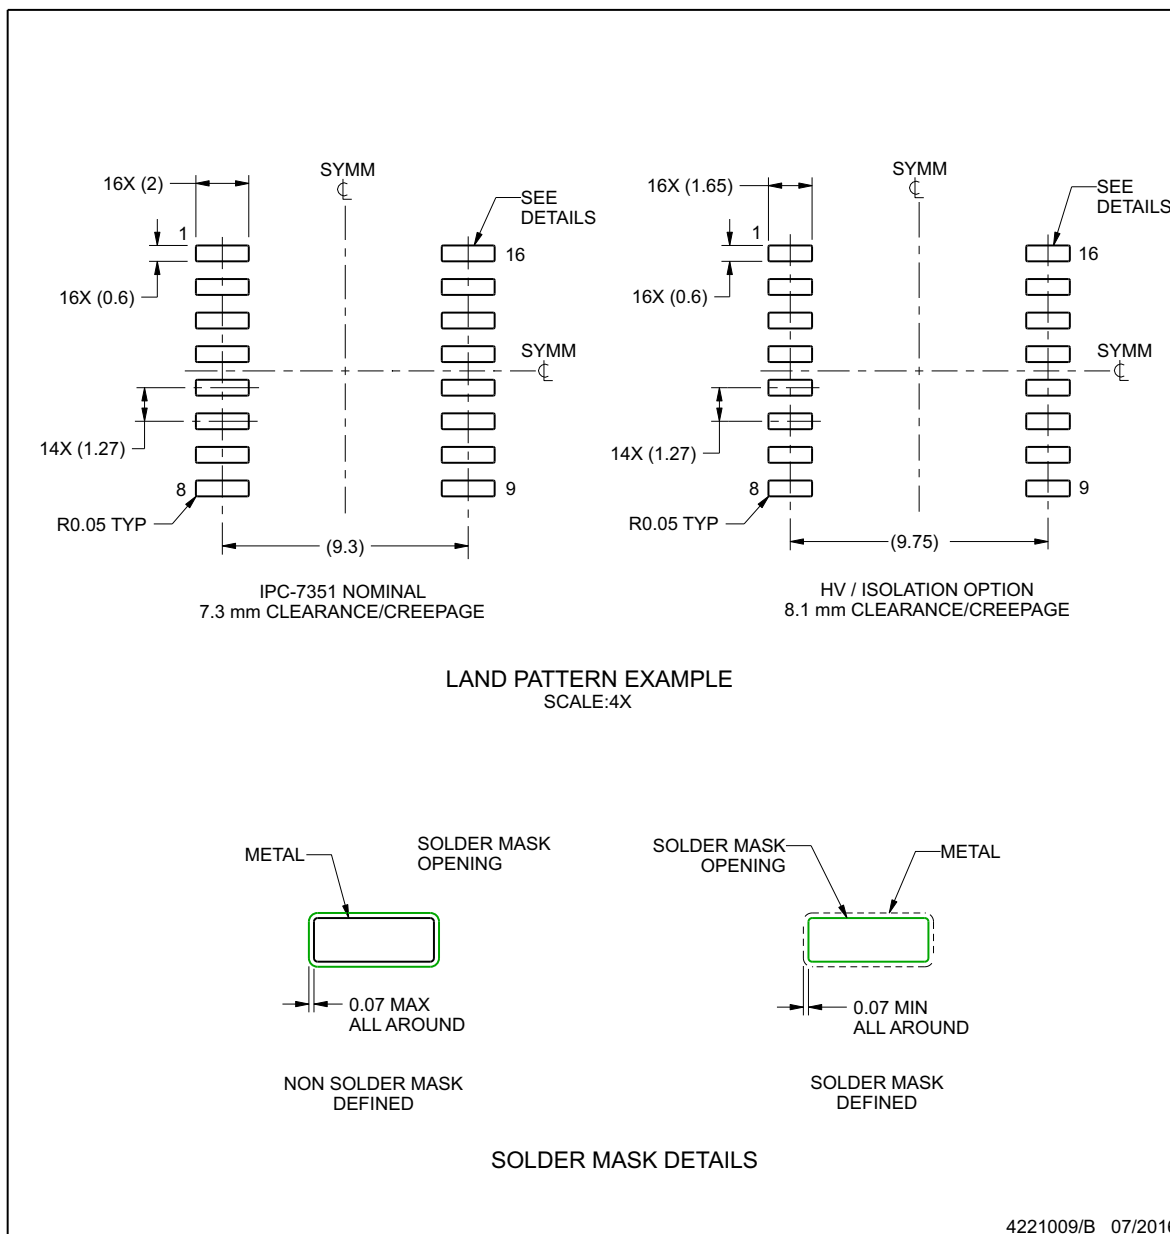 SYMM
16X (2)
SEE
DETAILS
1
16
16X (0.6)
SYMM
14X (1.27)
8
9
R0.05 TYP
(9.3)
IPC-7351 NOMINAL
7.3 mm CLEARANCE/CREEPAGE
SYMM
16X (1.65)
SEE
DETAILS
1
16
16X (0.6)
SYMM
14X (1.27)
8
9
R0.05 TYP
(9.75)
HV / ISOLATION OPTION
8.1 mm CLEARANCE/CREEPAGE
LAND PATTERN EXAMPLE
SCALE:4X
METAL
SOLDER MASK
OPENING
0.07 MAX
ALL AROUND
NON SOLDER MASK
DEFINED
SOLDER MASK
OPENING
METAL
0.07 MIN
ALL AROUND
SOLDER MASK
DEFINED
SOLDER MASK DETAILS
4221009/B 07/2016